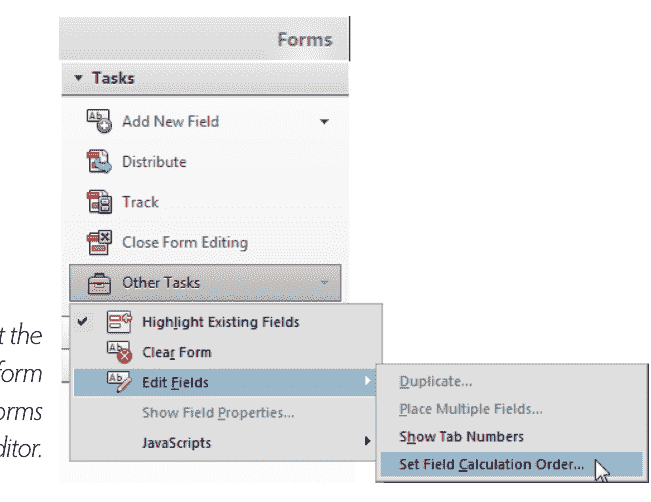 Forms
Tasks
Add New Field
Distribute
Track
Close Form Editing
Other Tasks
Highlight Existing Fields
Clear Form
Edit Fields
Show Field Properties...
JavaScripts
Duplicate...
Place Multiple Fields...
Show Tab Numbers
Set Field Calculation Order...
t the
form
orms
ditor.